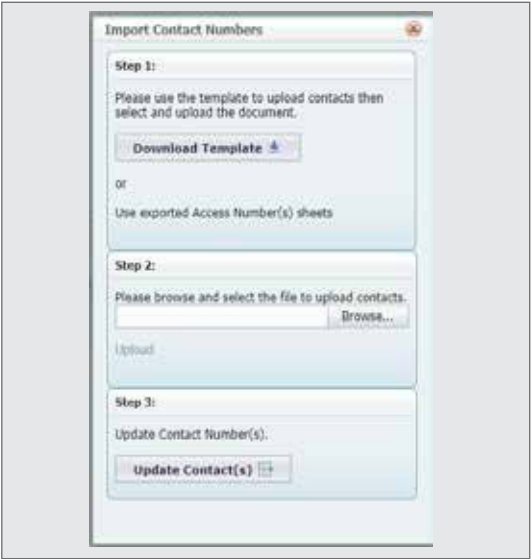 Import Contact Numbers
Step 1:
Please use the template to upload contacts then
select and upload the document.
Download Template
or
Use exported Access Number(s) sheets
Step 2:
Please browse and select the file to upload contacts.
Browse...
Upload
Step 3:
Update Contact Number(s).
Update Contact(s)